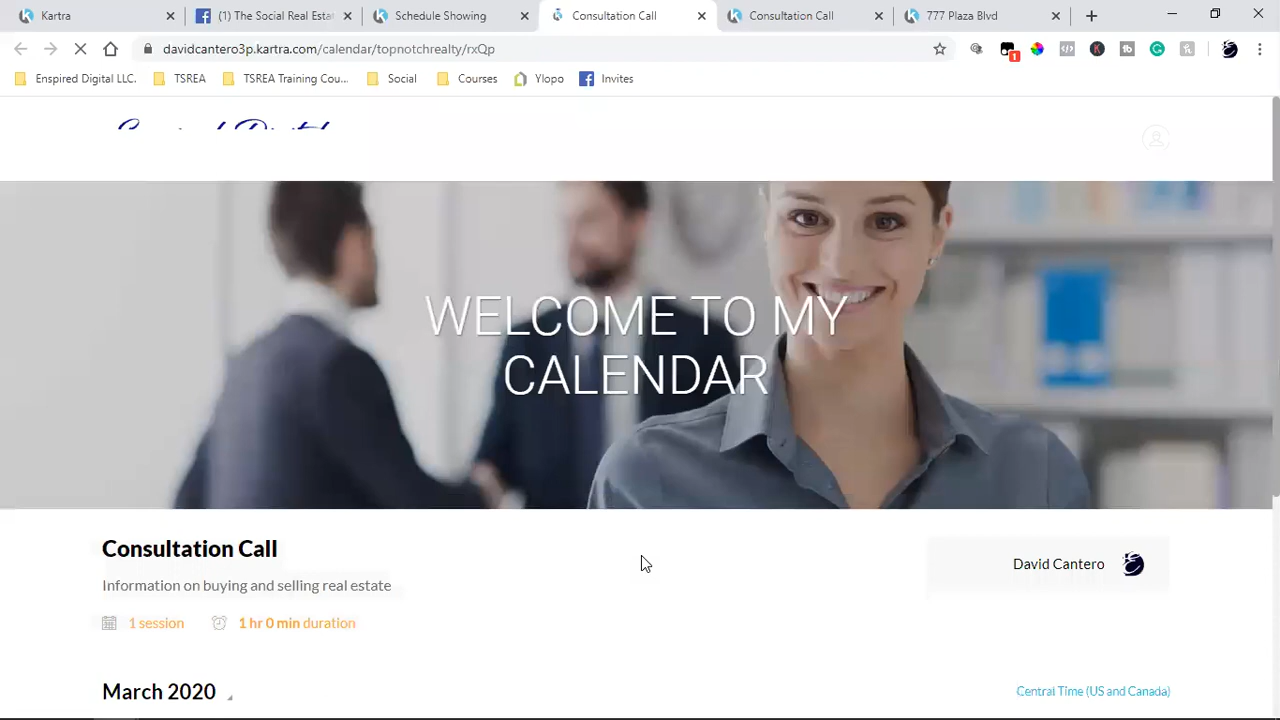 Kartra
(1) The Social Real Esta
Schedule Showing
Consultation Call
Consultation Call
777 Plaza Blvd
davidcantero3p.kartra.com/calendar/topnotchrealty/rxQp
1
Enspired Digital LLC.
TSREA
TSREA Training Cou...
Social
Courses
Ylopo
Invites
WELCOME TO MY
CALENDAR
Consultation Call
David Cantero
Information on buying and selling real estate
1 session
1 hr 0 min duration
March 2020
Central Time (US and Canada)